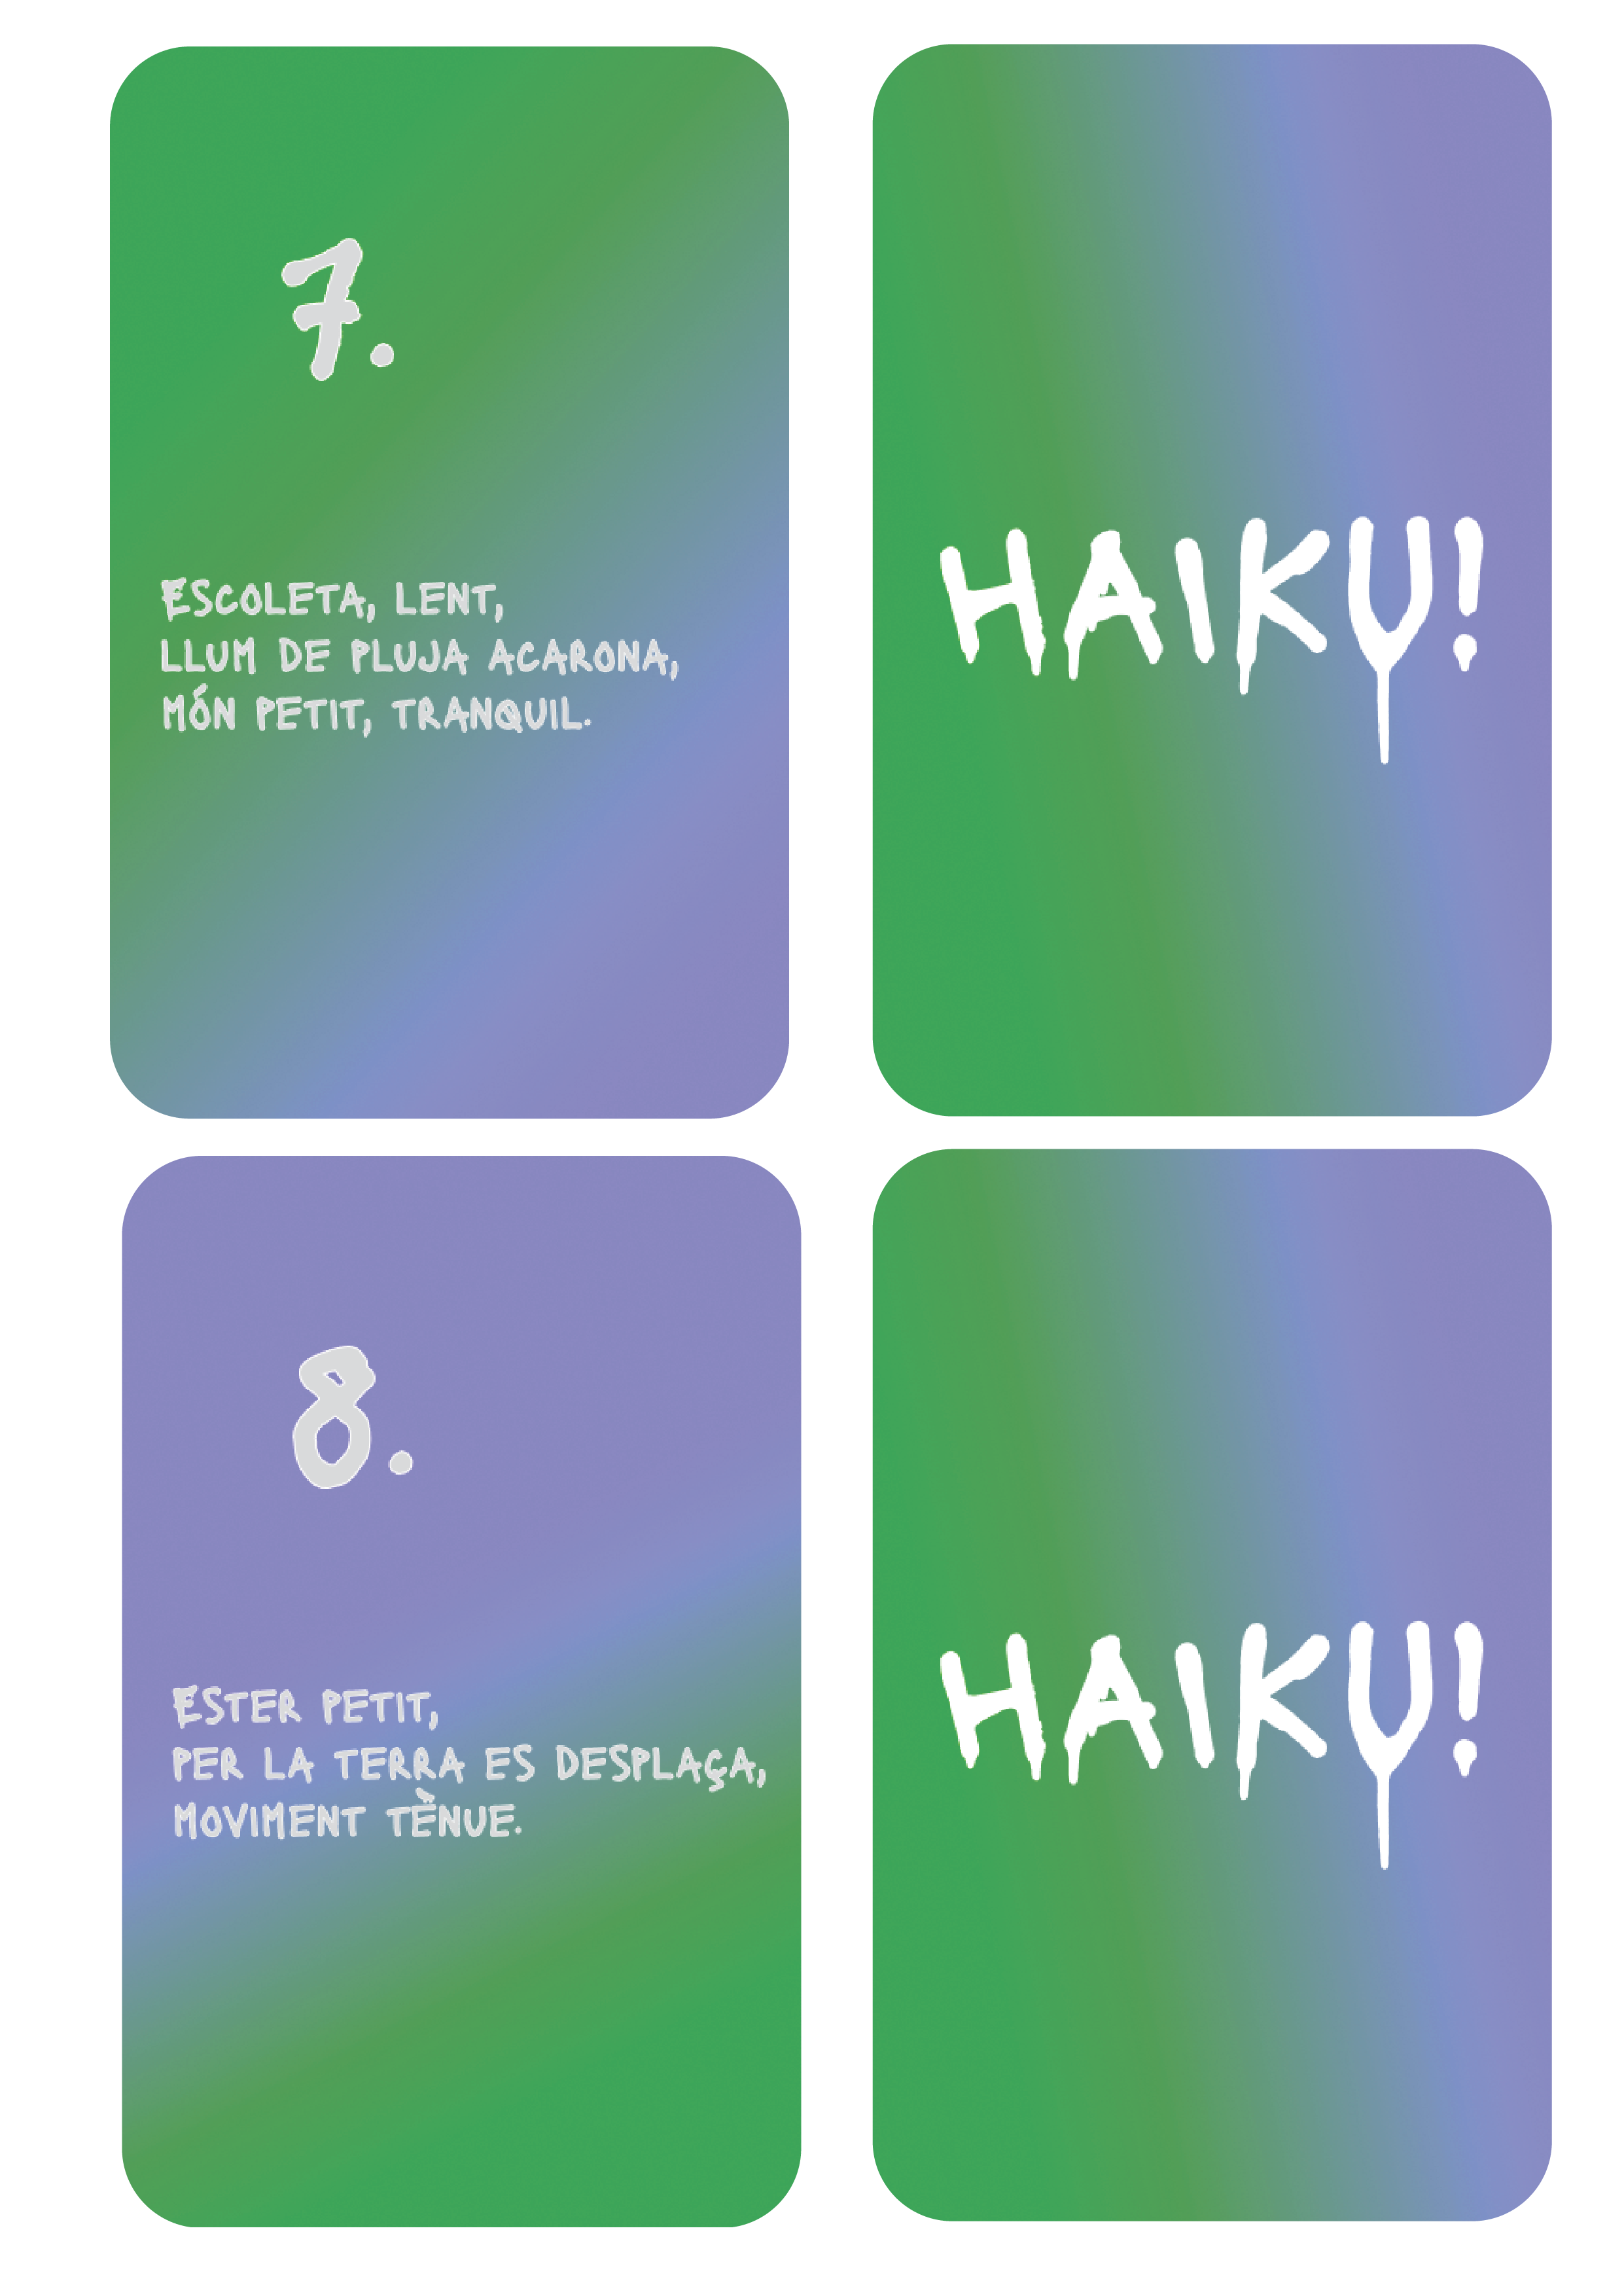 7.
Escoleta, lent,
llum de pluja acarona,
món petit, tranquil.
HAIKU!
8.
Ester petit,
per la terra es desplaça,
moviment tènue.
HAIKU!